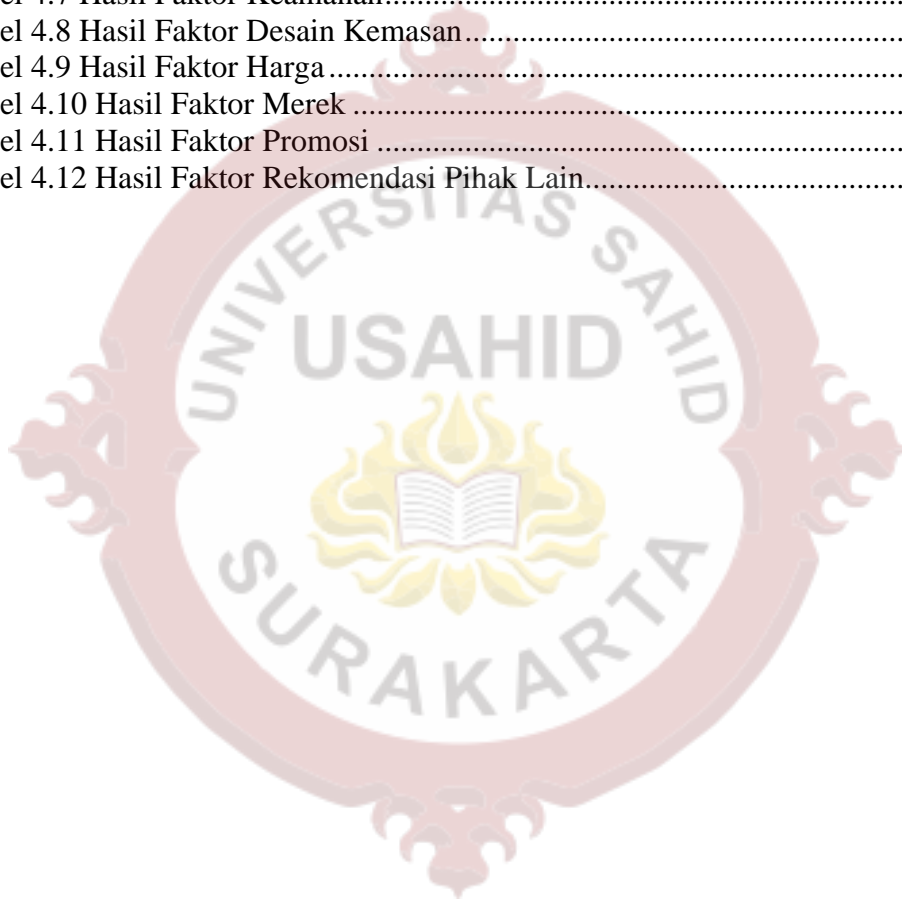 el 4.7 Hasil Faktor Keamanan................................................................
el 4.8 Hasil Faktor Desain Kemasan......................................................
el 4.9 Hasil Faktor Harga.......................................................................
el 4.10 Hasil Faktor Merek ....................................................................
el 4.11 Hasil Faktor Promosi .................................................................
el 4.12 Hasil Faktor Rekomendasi Pihak Lain.......................................
UNIVERSITAS SAHID
USAHID
SURAKARTA